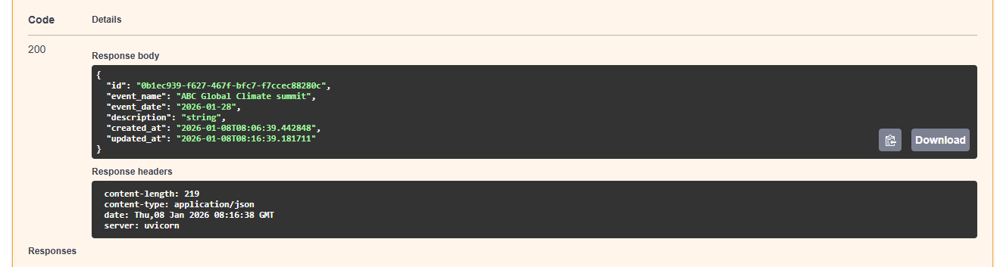 Code Details
200
Response body
{
  "id": "0b1ec939-f627-467f-bfc7-f7ccec88280c",
  "event_name": "ABC Global Climate summit",
  "event_date": "2026-01-28",
  "description": "string",
  "created_at": "2026-01-08T08:06:39.442848",
  "updated_at": "2026-01-08T08:16:39.181711"
}
Download
Response headers
content-length: 219
content-type: application/json
date: Thu,08 Jan 2026 08:16:38 GMT
server: uvicorn
Responses